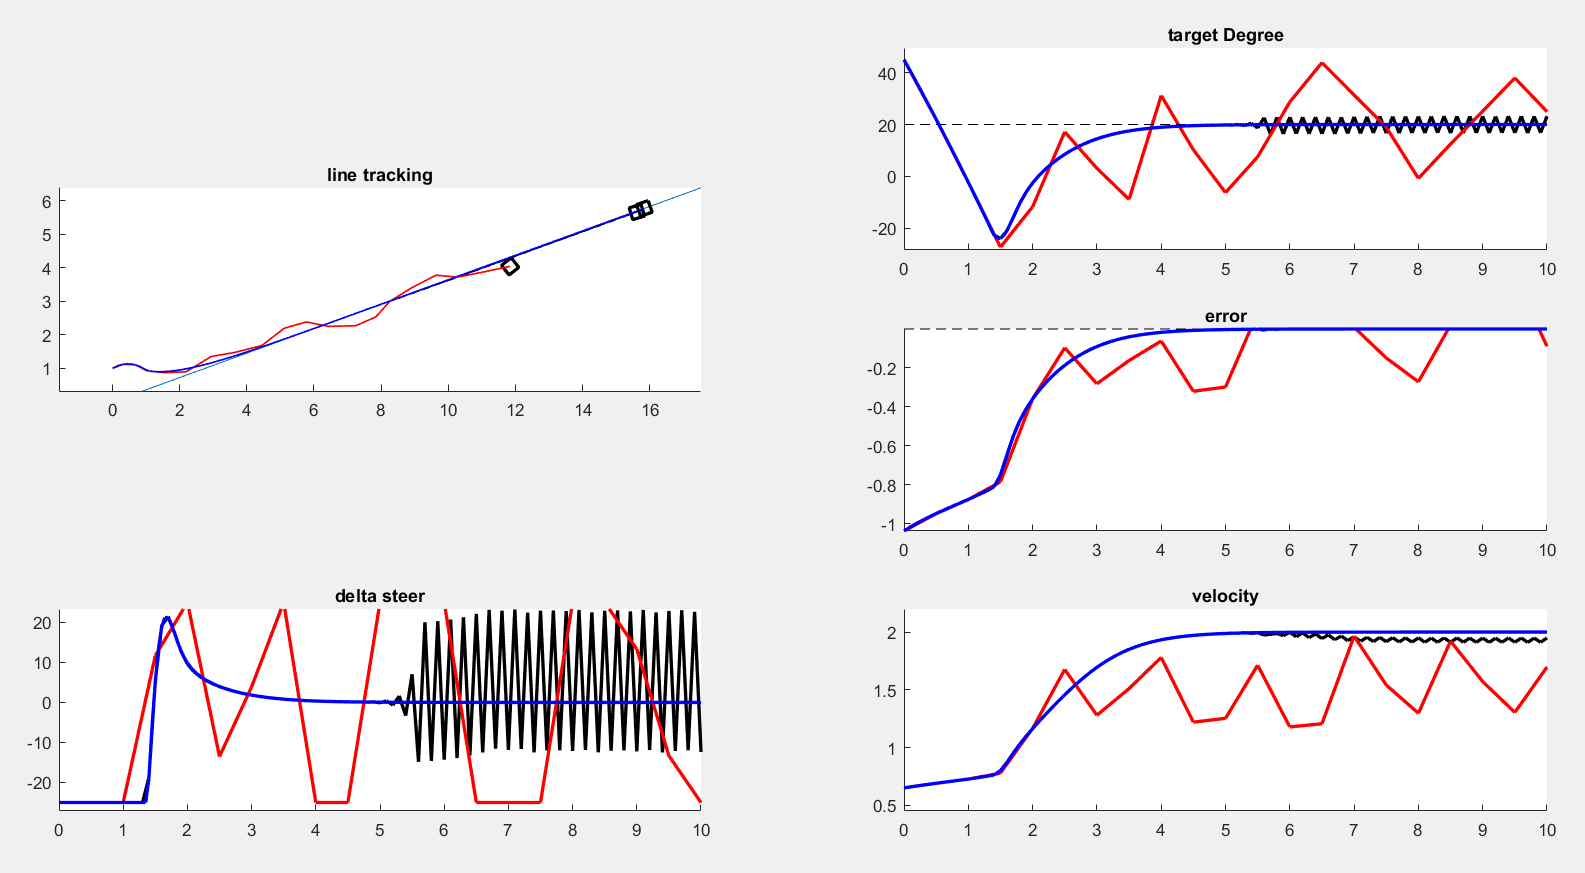 line tracking
6
5
4
3
2
1
0 2 4 6 8 10 12 14 16
delta steer
20
10
0
-10
-20
0 1 2 3 4 5 6 7 8 9 10
target Degree
40
20
0
-20
0 1 2 3 4 5 6 7 8 9 10
error
-0.2
-0.4
-0.6
-0.8
-1
0 1 2 3 4 5 6 7 8 9 10
velocity
2
1.5
1
0.5
0 1 2 3 4 5 6 7 8 9 10